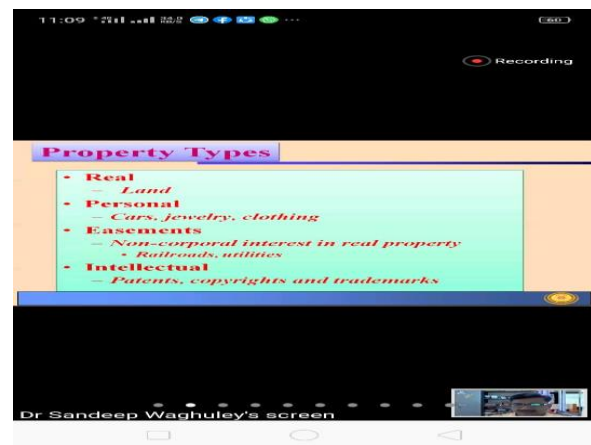 11:09
60
Recording
Property Types
• Real
– Land
• Personal
– Cars, jewelry, clothing
• Easements
– Non-corporal interest in real property
• Railroads, utilities
• Intellectual
– Patents, copyrights and trademarks
Dr Sandeep Waghuley's screen